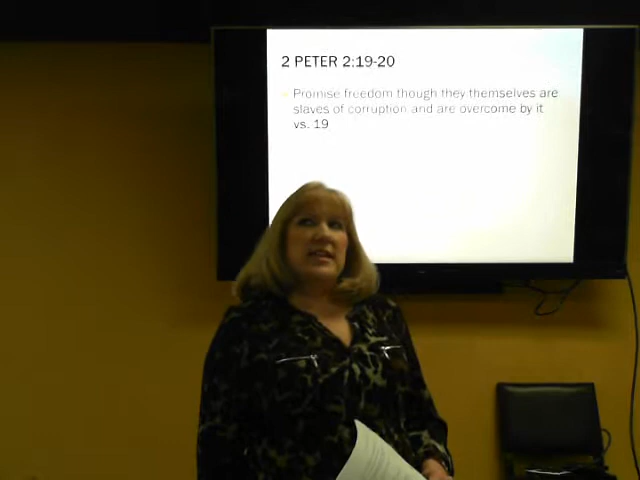 2 PETER 2:19-20
Promise freedom though they themselves are
slaves of corruption and are overcome by it
vs. 19